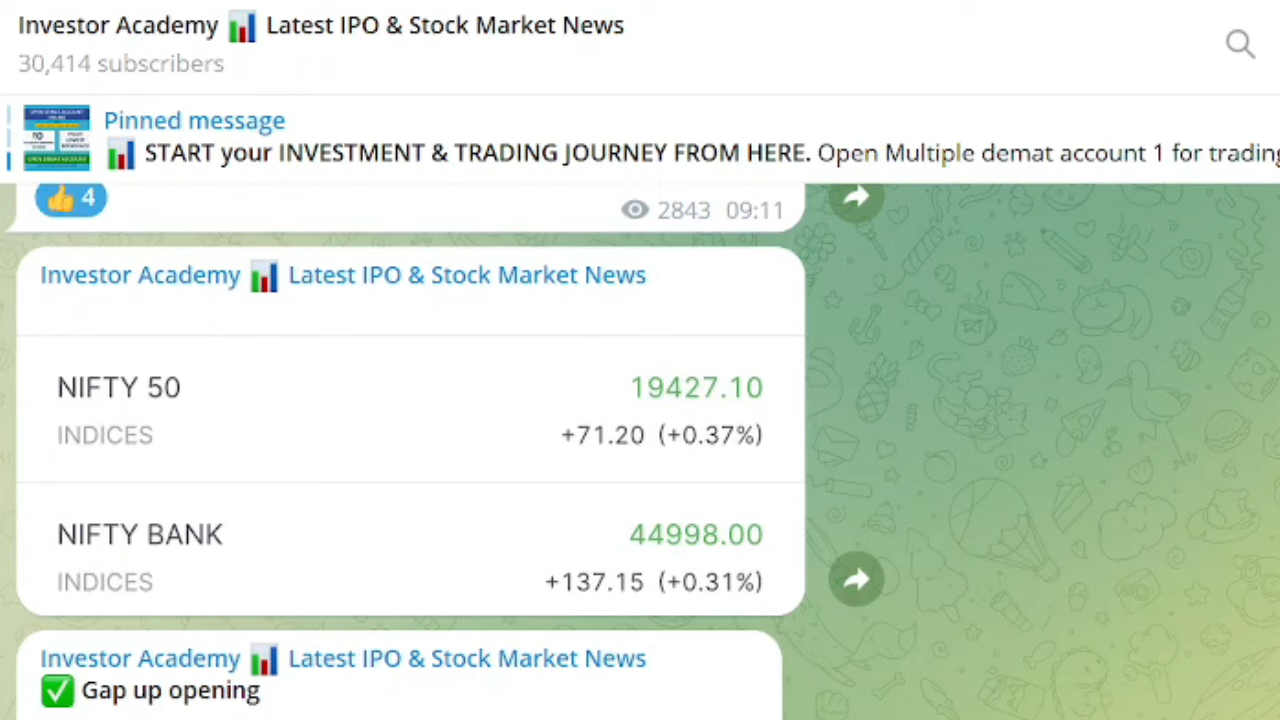 Investor Academy 📊 Latest IPO & Stock Market News
30,414 subscribers
Pinned message
📊 START your INVESTMENT & TRADING JOURNEY FROM HERE. Open Multiple demat account 1 for trading
👍 4
2843 09:11
Investor Academy 📊 Latest IPO & Stock Market News
NIFTY 50 19427.10
INDICES +71.20 (+0.37%)
NIFTY BANK 44998.00
INDICES +137.15 (+0.31%)
Investor Academy 📊 Latest IPO & Stock Market News
✅ Gap up opening